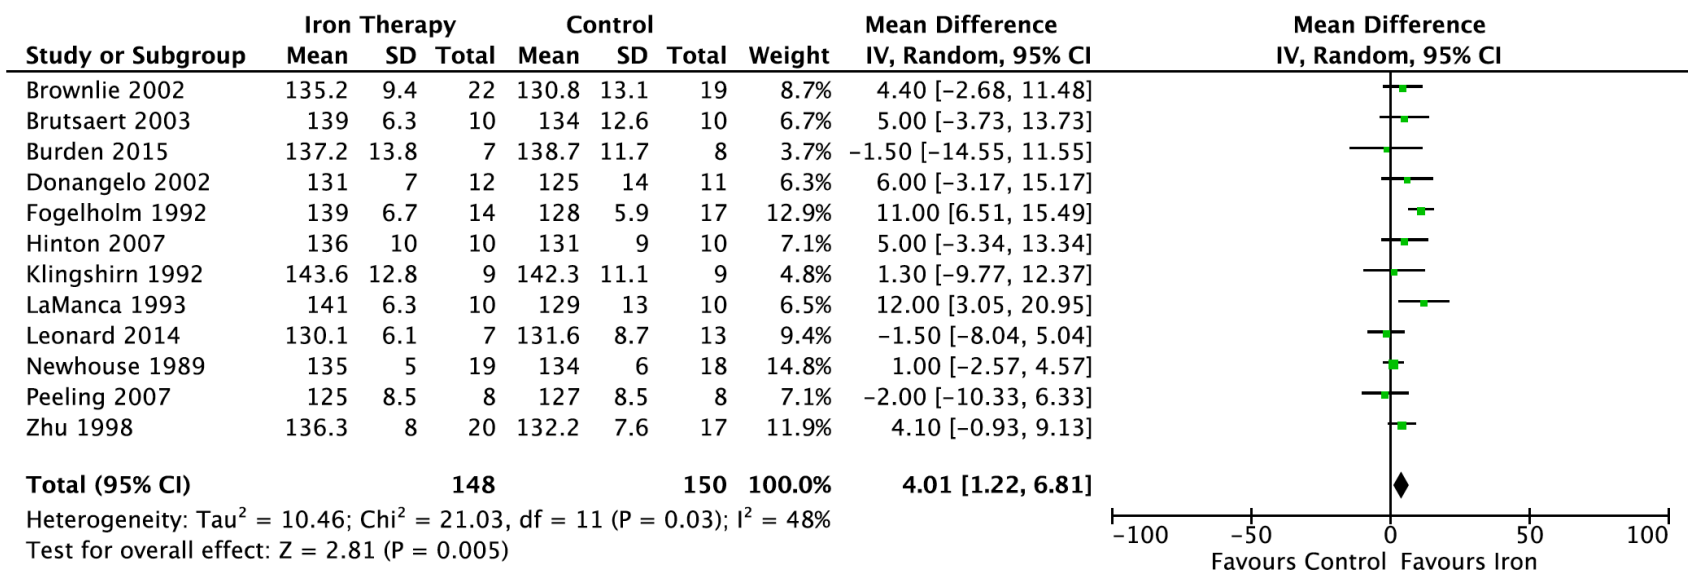 Iron Therapy Control Mean Difference Mean Difference
Study or Subgroup Mean SD Total Mean SD Total Weight IV, Random, 95% CI IV, Random, 95% CI
Brownlie 2002 135.2 9.4 22 130.8 13.1 19 8.7% 4.40 [-2.68, 11.48]
Brutsaert 2003 139 6.3 10 134 12.6 10 6.7% 5.00 [-3.73, 13.73]
Burden 2015 137.2 13.8 7 138.7 11.7 8 3.7% -1.50 [-14.55, 11.55]
Donangelo 2002 131 7 12 125 14 11 6.3% 6.00 [-3.17, 15.17]
Fogelholm 1992 139 6.7 14 128 5.9 17 12.9% 11.00 [6.51, 15.49]
Hinton 2007 136 10 10 131 9 10 7.1% 5.00 [-3.34, 13.34]
Klingshirn 1992 143.6 12.8 9 142.3 11.1 9 4.8% 1.30 [-9.77, 12.37]
LaManca 1993 141 6.3 10 129 13 10 6.5% 12.00 [3.05, 20.95]
Leonard 2014 130.1 6.1 7 131.6 8.7 13 9.4% -1.50 [-8.04, 5.04]
Newhouse 1989 135 5 19 134 6 18 14.8% 1.00 [-2.57, 4.57]
Peeling 2007 125 8.5 8 127 8.5 8 7.1% -2.00 [-10.33, 6.33]
Zhu 1998 136.3 8 20 132.2 7.6 17 11.9% 4.10 [-0.93, 9.13]
Total (95% CI) 148 150 100.0% 4.01 [1.22, 6.81]
Heterogeneity: Tau² = 10.46; Chi² = 21.03, df = 11 (P = 0.03); I² = 48%
Test for overall effect: Z = 2.81 (P = 0.005)
-100 -50 0 50 100
Favours Control Favours Iron